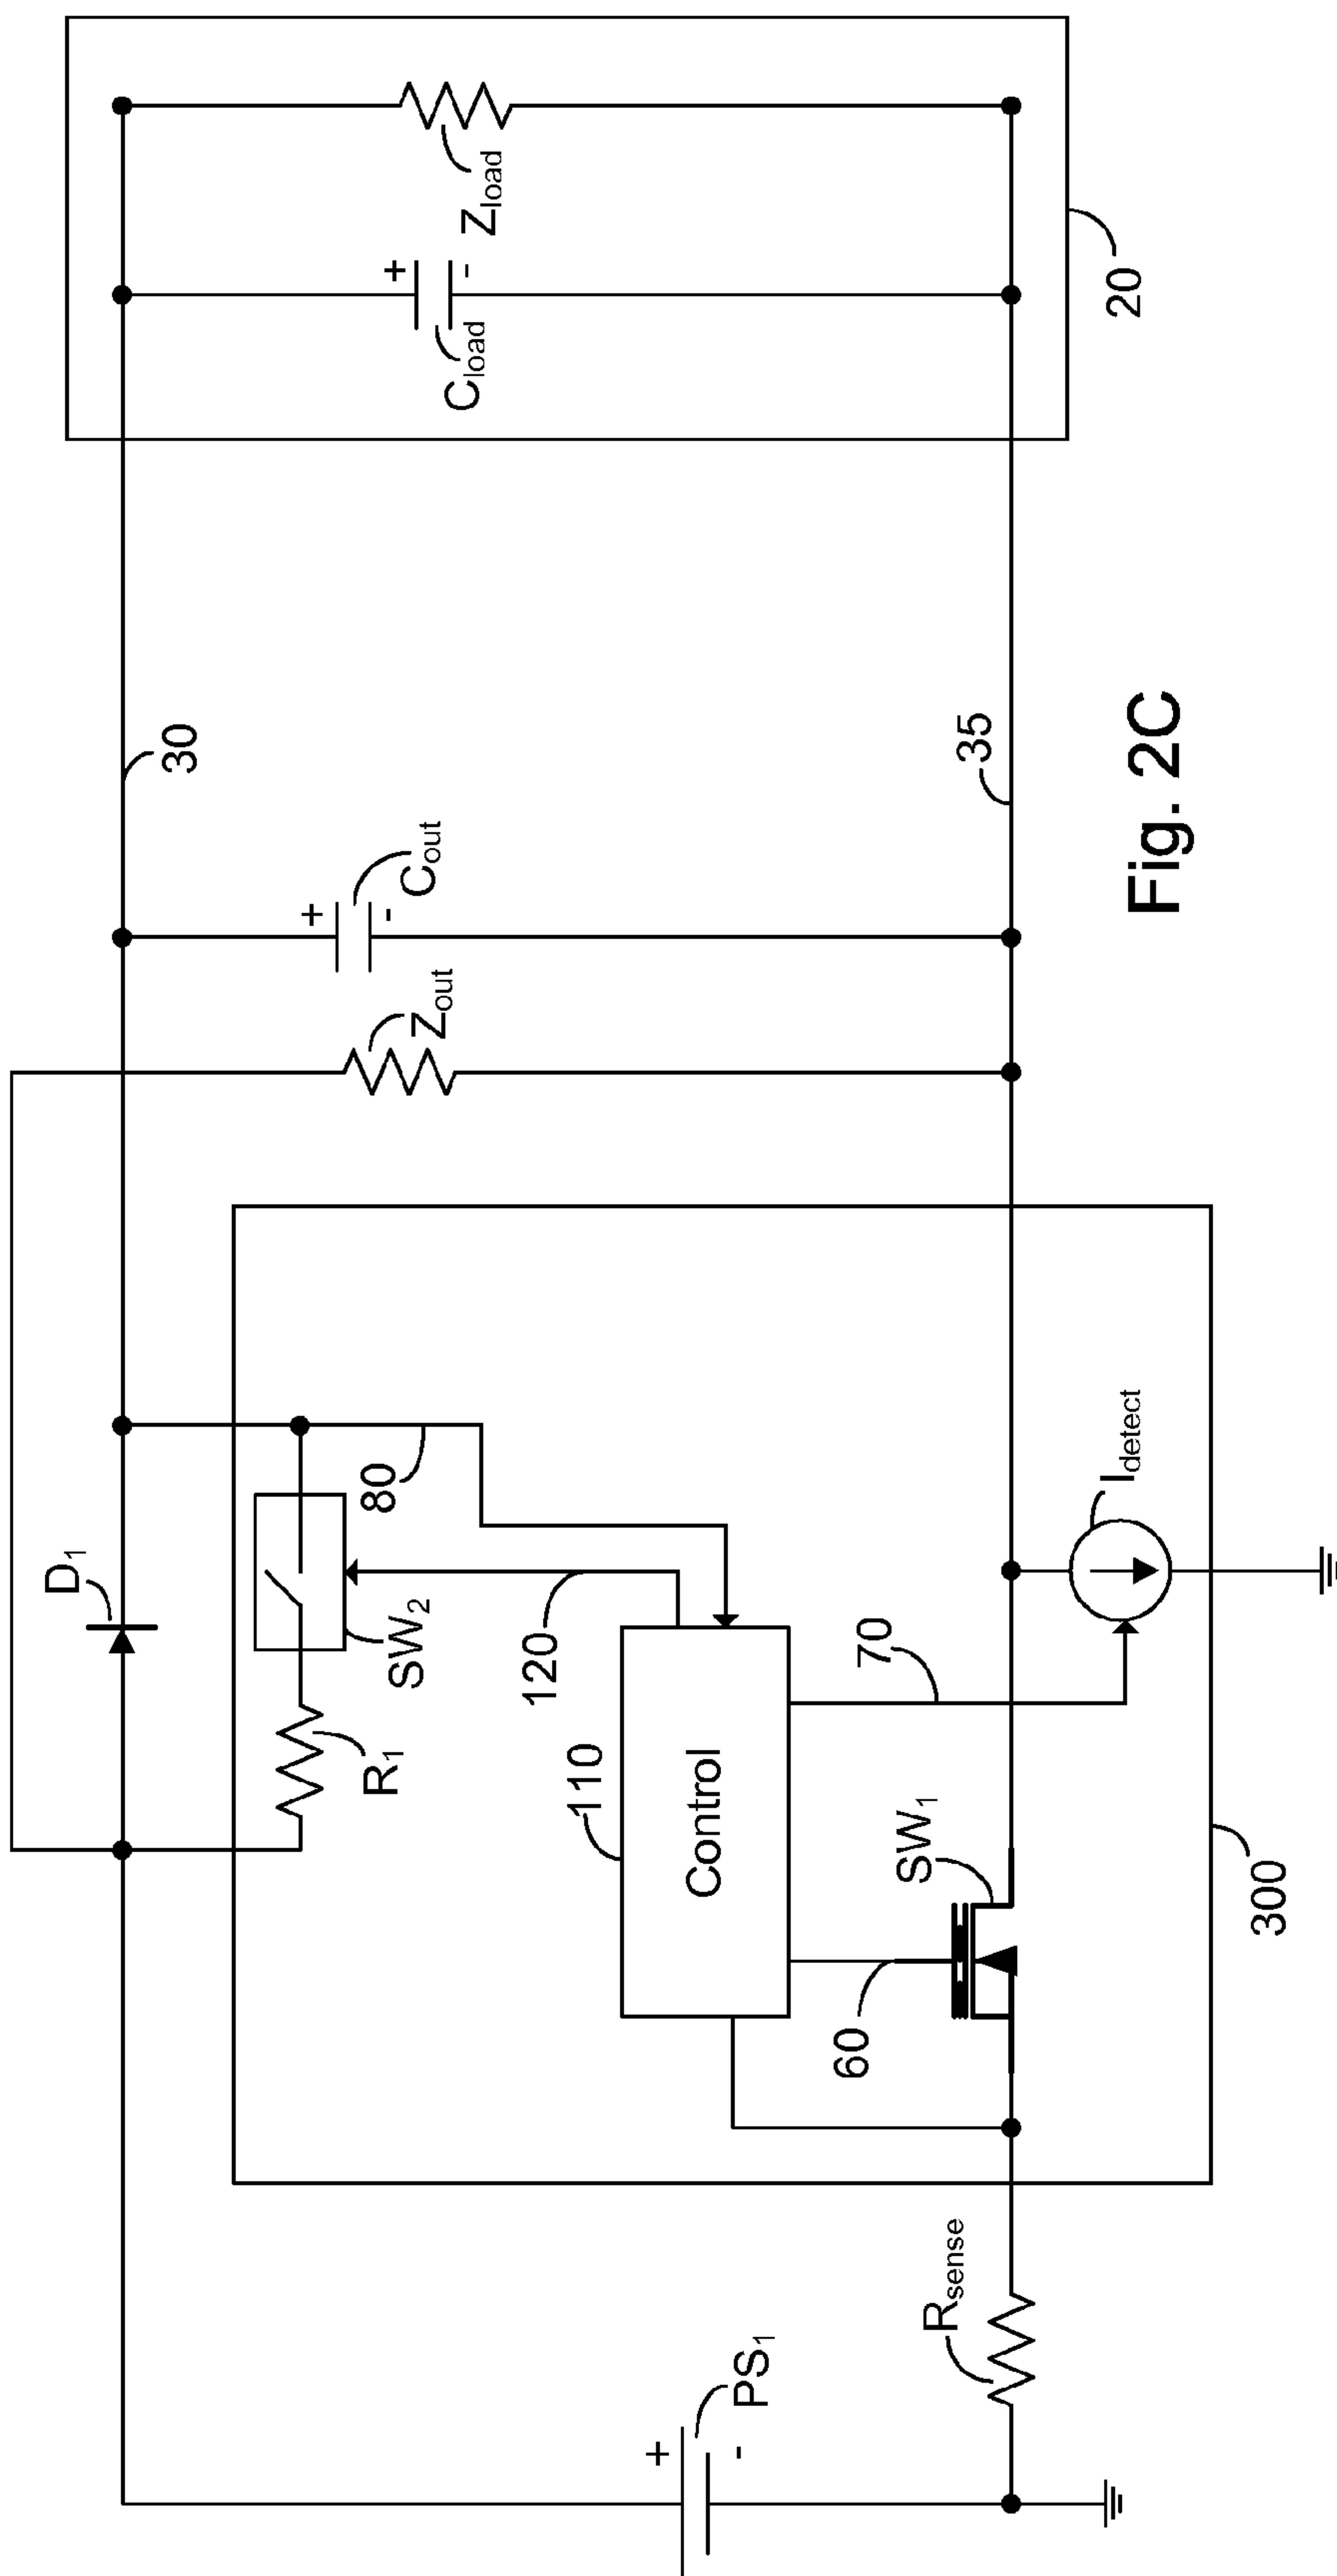 D1
30
R1
SW2
80
120
110
Control
60
SW1
70
Idetect
300
PS1
+
-
Rsense
Zout
Cout
+
-
35
Cload
+
-
Zload
20
Fig. 2C